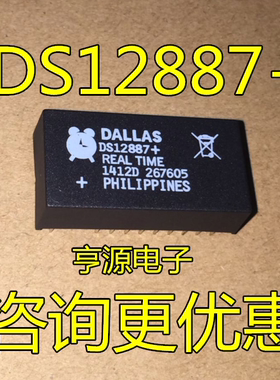 DS12887+
DALLAS
DS12887+
REAL TIME
1412D 267605
+ PHILIPPINES
亨源电子
咨询更优惠